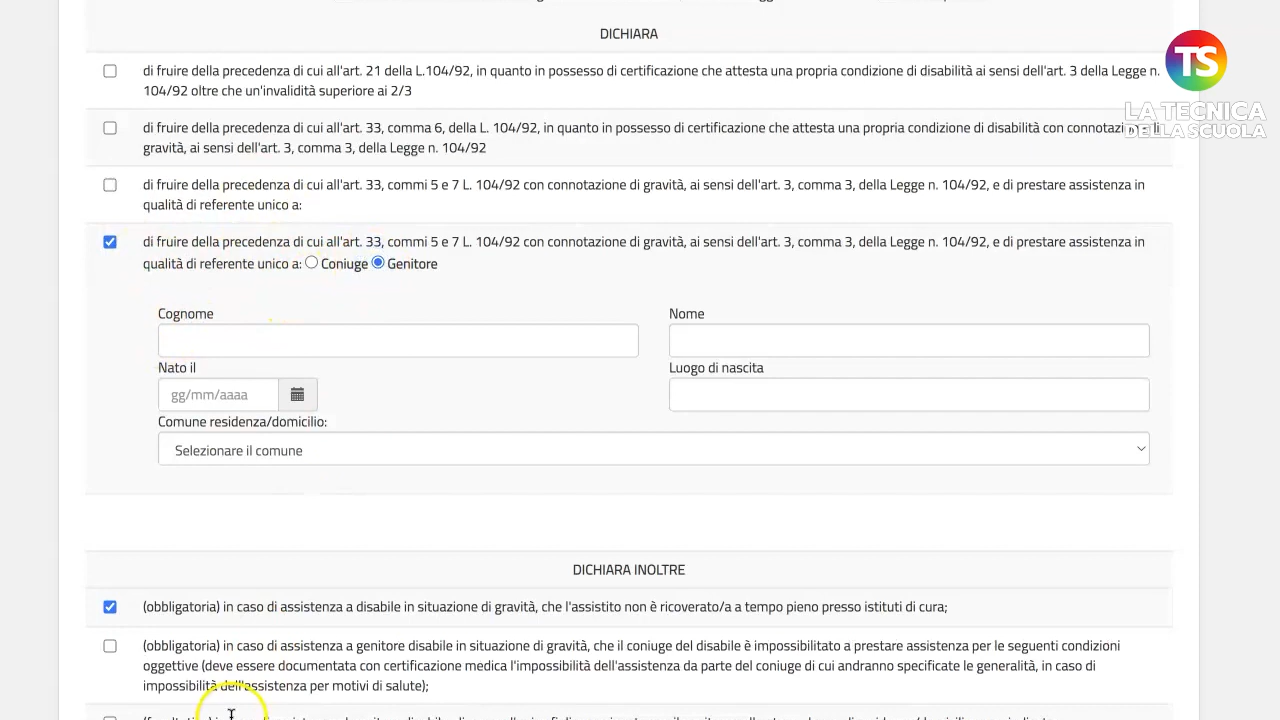 DICHIARA
di fruire della precedenza di cui all'art. 21 della L.104/92, in quanto in possesso di certificazione che attesta una propria condizione di disabilità ai sensi dell'art. 3 della Legge n.
104/92 oltre che un'invalidità superiore ai 2/3
di fruire della precedenza di cui all'art. 33, comma 6, della L. 104/92, in quanto in possesso di certificazione che attesta una propria condizione di disabilità con connotazione di
gravità, ai sensi dell'art. 3, comma 3, della Legge n. 104/92
di fruire della precedenza di cui all'art. 33, commi 5 e 7 L. 104/92 con connotazione di gravità, ai sensi dell'art. 3, comma 3, della Legge n. 104/92, e di prestare assistenza in
qualità di referente unico a:
di fruire della precedenza di cui all'art. 33, commi 5 e 7 L. 104/92 con connotazione di gravità, ai sensi dell'art. 3, comma 3, della Legge n. 104/92, e di prestare assistenza in
qualità di referente unico a: Coniuge Genitore
Cognome Nome
Nato il Luogo di nascita
gg/mm/aaaa
Comune residenza/domicilio:
Selezionare il comune
DICHIARA INOLTRE
(obbligatoria) in caso di assistenza a disabile in situazione di gravità, che l'assistito non è ricoverato/a a tempo pieno presso istituti di cura;
(obbligatoria) in caso di assistenza a genitore disabile in situazione di gravità, che il coniuge del disabile è impossibilitato a prestare assistenza per le seguenti condizioni
oggettive (deve essere documentata con certificazione medica l'impossibilità dell'assistenza da parte del coniuge di cui andranno specificate le generalità, in caso di
impossibilità dell'assistenza per motivi di salute);
TS
LA TECNICA
DELLA SCUOLA